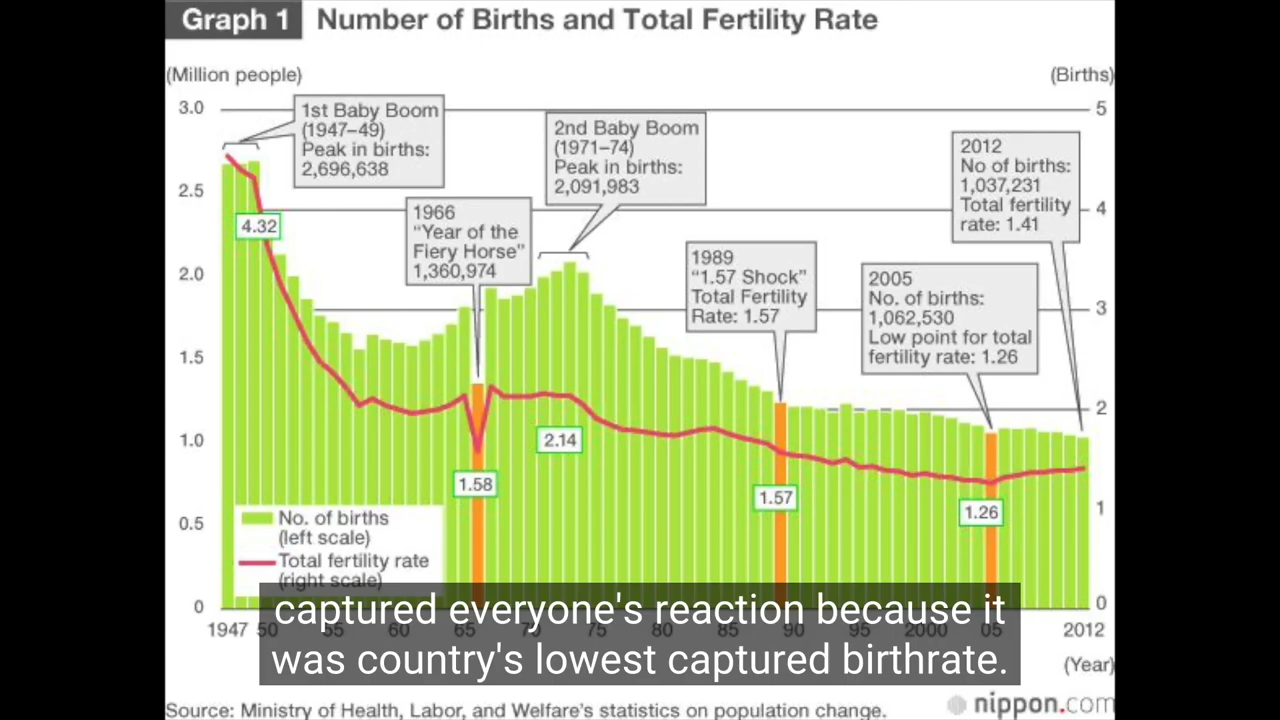 Graph 1 Number of Births and Total Fertility Rate
(Million people)
(Births)
3.0
2.5
2.0
1.5
1.0
0.5
0
5
4
3
2
1
0
1st Baby Boom
(1947–49)
Peak in births:
2,696,638
1966
“Year of the
Fiery Horse”
1,360,974
2nd Baby Boom
(1971–74)
Peak in births:
2,091,983
1989
“1.57 Shock”
Total Fertility
Rate: 1.57
2005
No. of births:
1,062,530
Low point for total
fertility rate: 1.26
2012
No of births:
1,037,231
Total fertility
rate: 1.41
4.32
1.58
2.14
1.57
1.26
No. of births
(left scale)
Total fertility rate
(right scale)
captured everyone's reaction because it
was country's lowest captured birthrate.
1947 50 55 60 65 70 75 80 85 90 95 2000 05 2012
(Year)
Source: Ministry of Health, Labor, and Welfare’s statistics on population change.
nippon.com